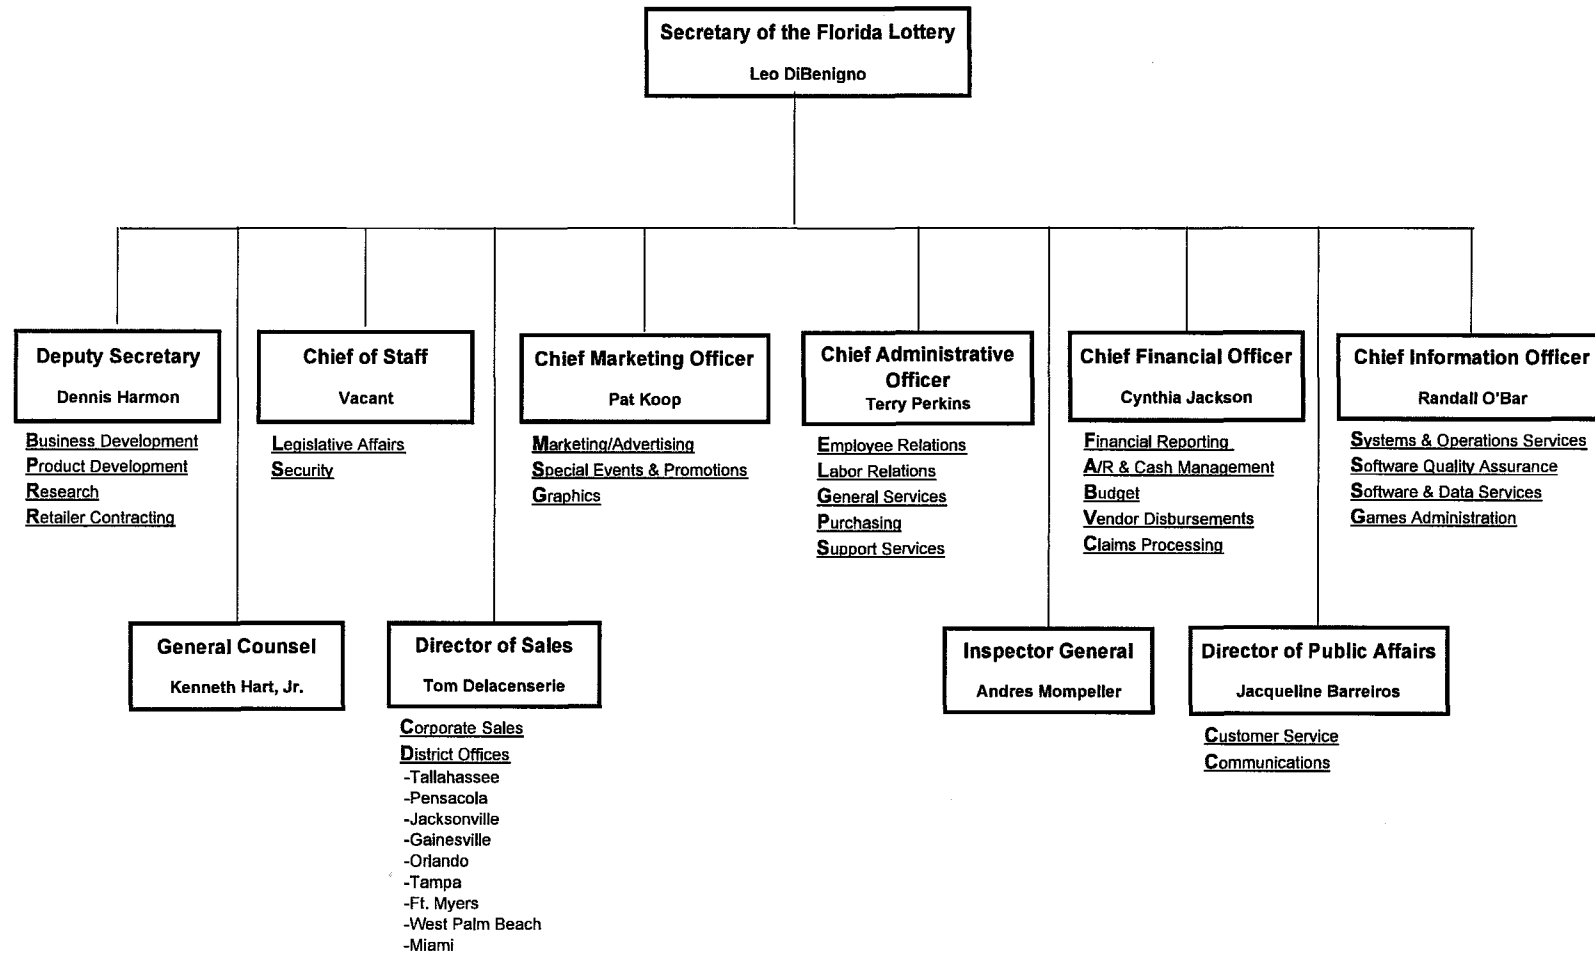 Secretary of the Florida Lottery
Leo DiBenigno
Deputy Secretary
Dennis Harmon
Business Development
Product Development
Research
Retailer Contracting
Chief of Staff
Vacant
Legislative Affairs
Security
Chief Marketing Officer
Pat Koop
Marketing/Advertising
Special Events & Promotions
Graphics
Chief Administrative
Officer
Terry Perkins
Employee Relations
Labor Relations
General Services
Purchasing
Support Services
Chief Financial Officer
Cynthia Jackson
Financial Reporting
A/R & Cash Management
Budget
Vendor Disbursements
Claims Processing
Chief Information Officer
Randall O'Bar
Systems & Operations Services
Software Quality Assurance
Software & Data Services
Games Administration
General Counsel
Kenneth Hart, Jr.
Director of Sales
Tom Delacenserie
Corporate Sales
District Offices
-Tallahassee
-Pensacola
-Jacksonville
-Gainesville
-Orlando
-Tampa
-Ft. Myers
-West Palm Beach
-Miami
Inspector General
Andres Mompeller
Director of Public Affairs
Jacqueline Barreiros
Customer Service
Communications